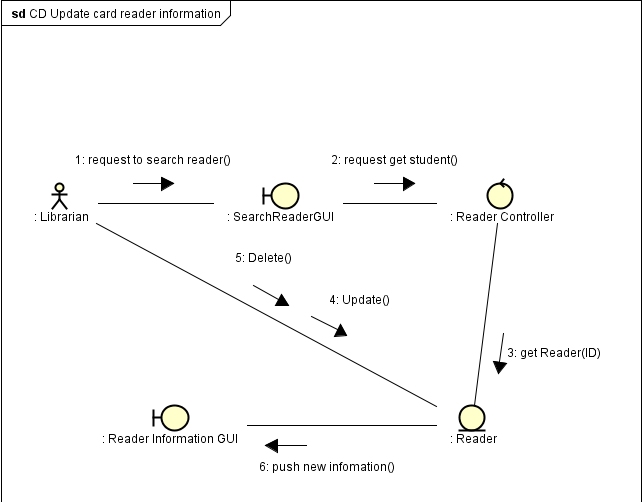 sd CD Update card reader information
1: request to search reader()
2: request get student()
: Librarian
: SearchReaderGUI
: Reader Controller
5: Delete()
4: Update()
3: get Reader(ID)
: Reader Information GUI
: Reader
6: push new infomation()